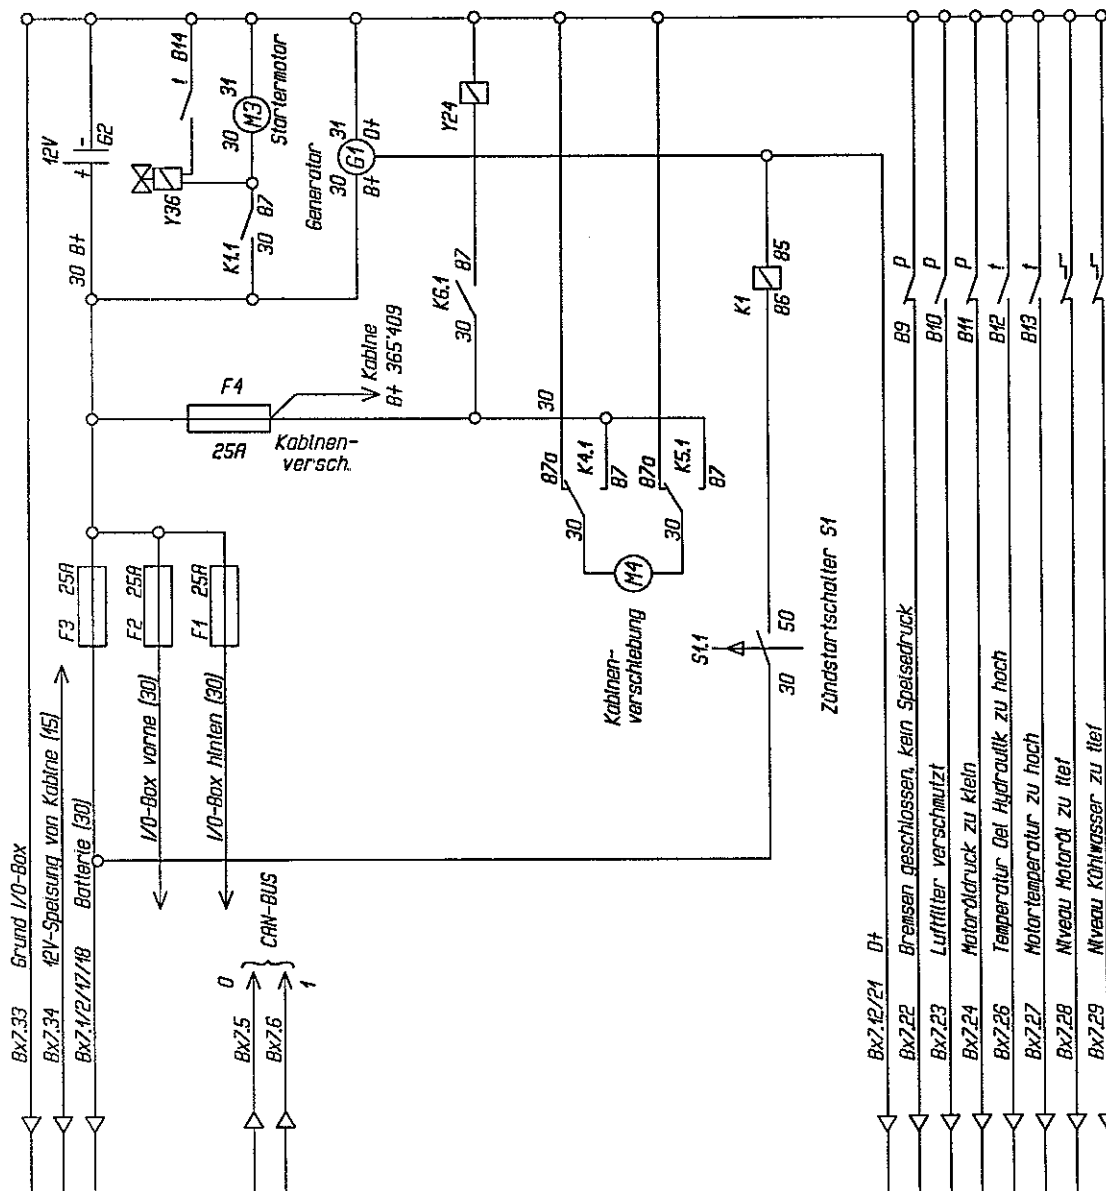 Bx7.33 Grund I/O-Box
Bx7.34 12V-Speisung von Kabine (15)
Bx7.1/2/17/18 Batterie (30)
F3 25A
12V
+ -
G2
30 B+
I/O-Box vorne (30)
F2 25A
I/O-Box hinten (30)
F1 25A
Bx7.5 0
Bx7.6 1
CAN-BUS
F4
25A
Kabinen-
versch.
Kabine
B+ 365'409
Y36
t B14
K1.1
30 87
30 M3 31
Startermotor
Generator
30 G1 31
B+ D+
K6.1
30 87
Y24
30
87a
K4.1
30 87
87a
K5.1
30 87
M4
Kabinen-
verschiebung
S1.1
30 50
Zündstartschalter S1
K1
86 85
Bx7.12/21 D+
Bx7.22 Bremsen geschlossen, kein Speisedruck B9 p
Bx7.23 Luftfilter verschmutzt B10 p
Bx7.24 Motoröldruck zu klein B11 p
Bx7.26 Temperatur Oel Hydraulik zu hoch B12 t
Bx7.27 Motortemperatur zu hoch B13 t
Bx7.28 Niveau Motoröl zu tief
Bx7.29 Niveau Kühlwasser zu tief